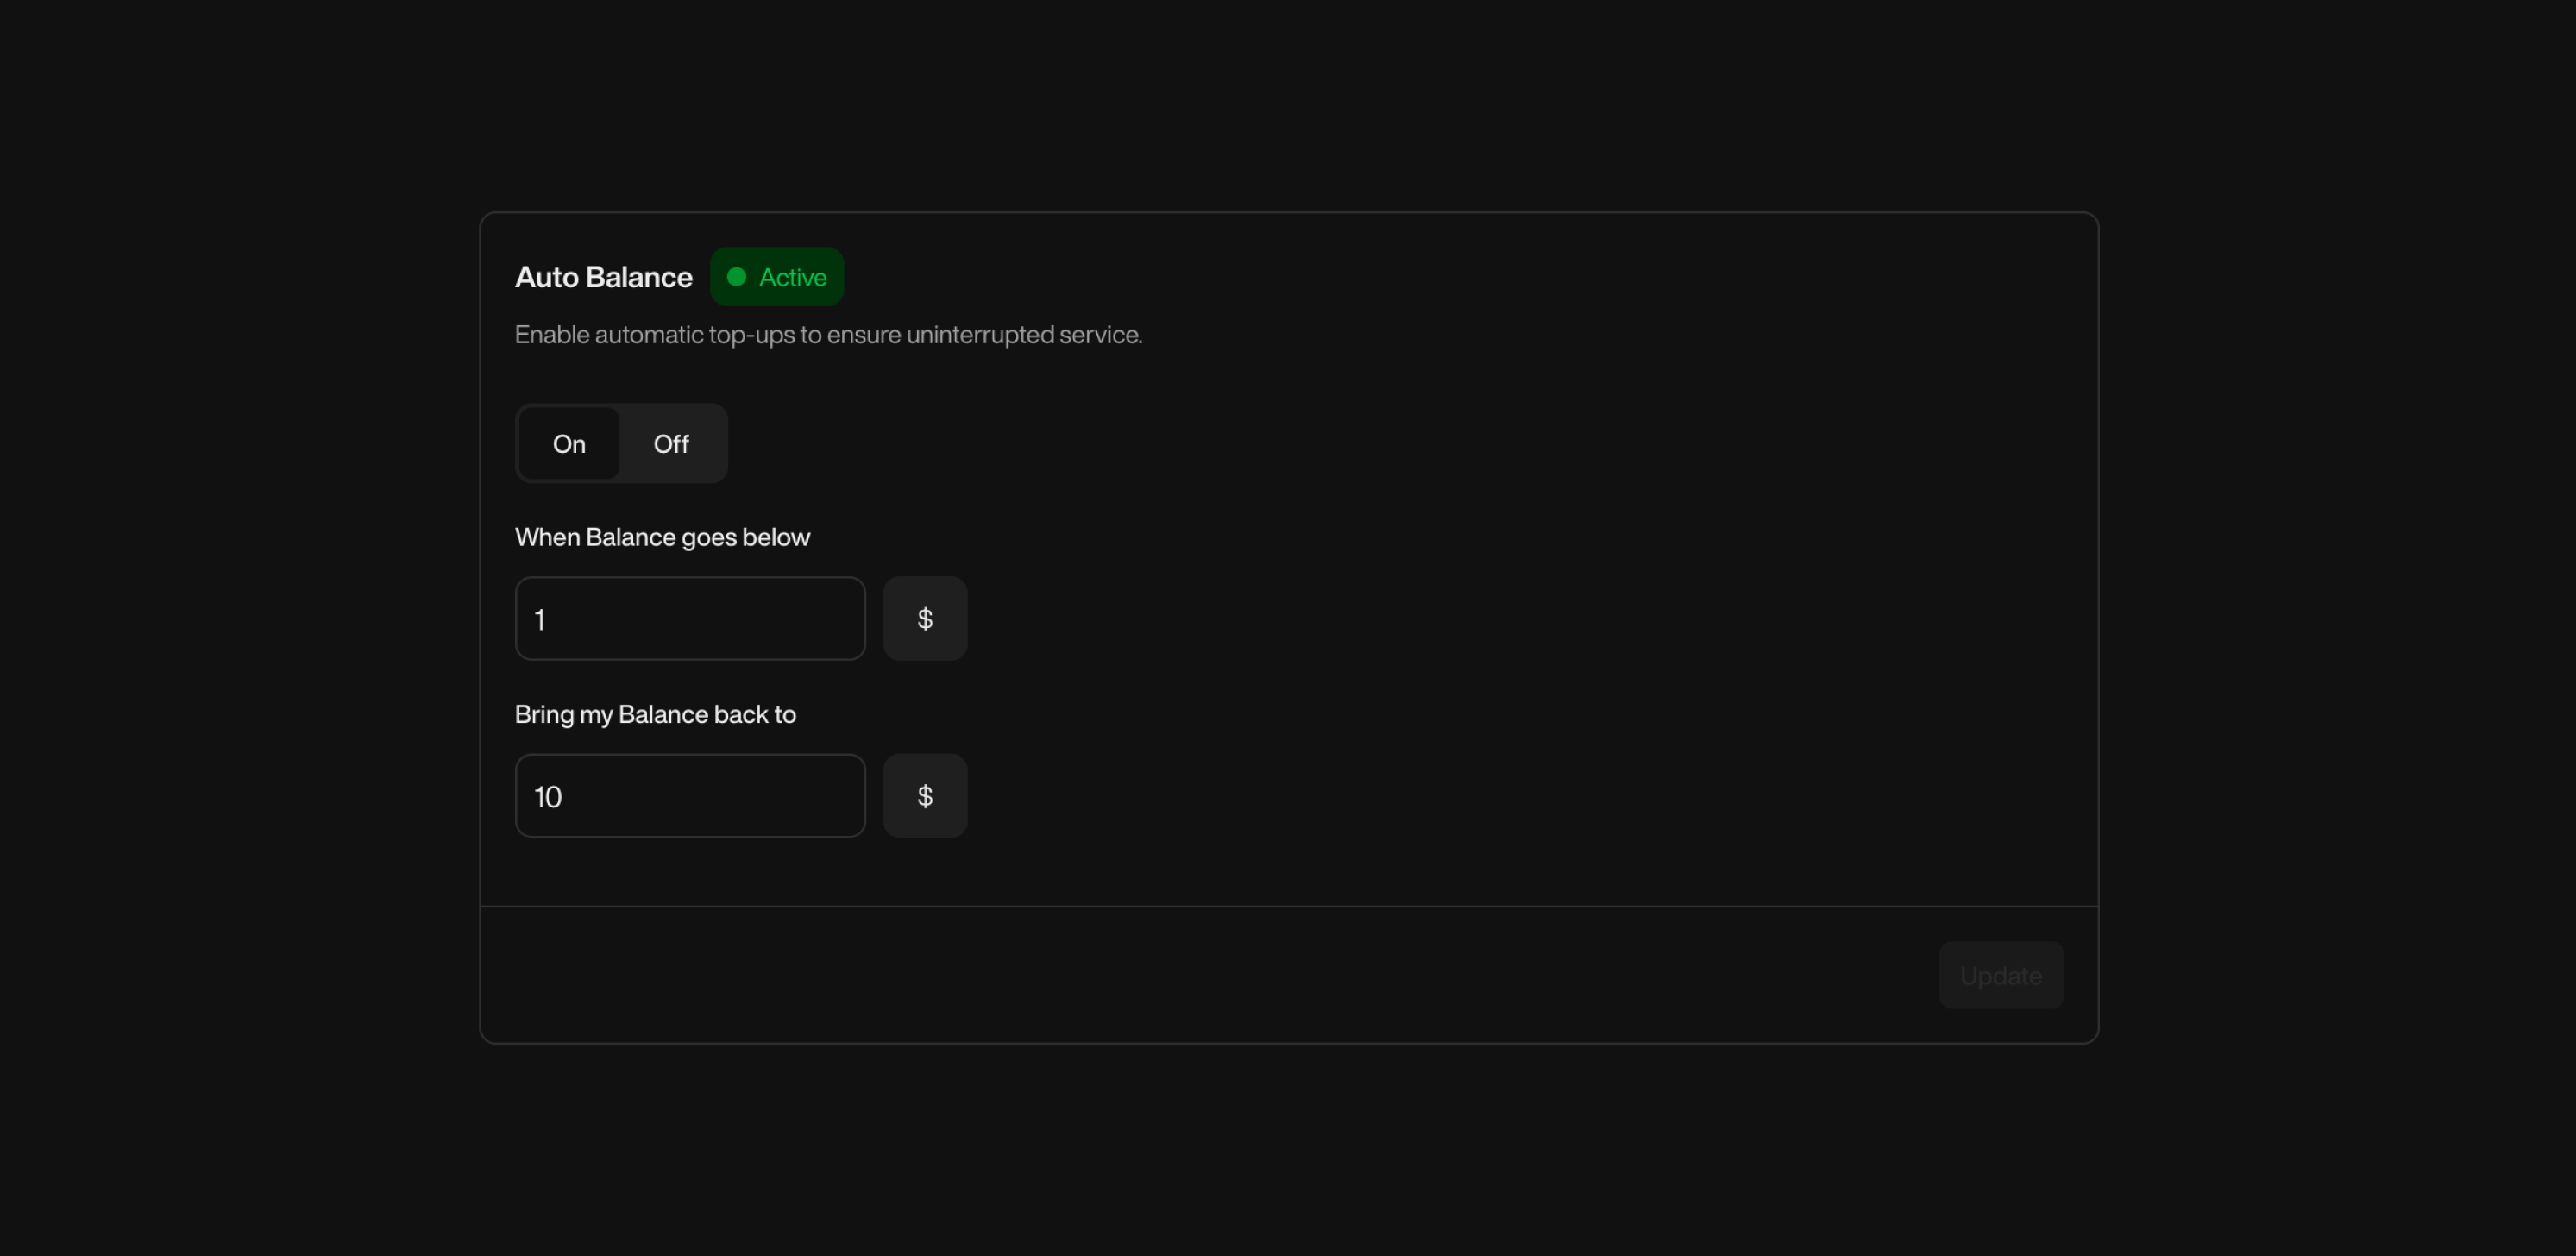 Auto Balance Active
Enable automatic top-ups to ensure uninterrupted service.
On Off
When Balance goes below
1 $
Bring my Balance back to
10 $
Update